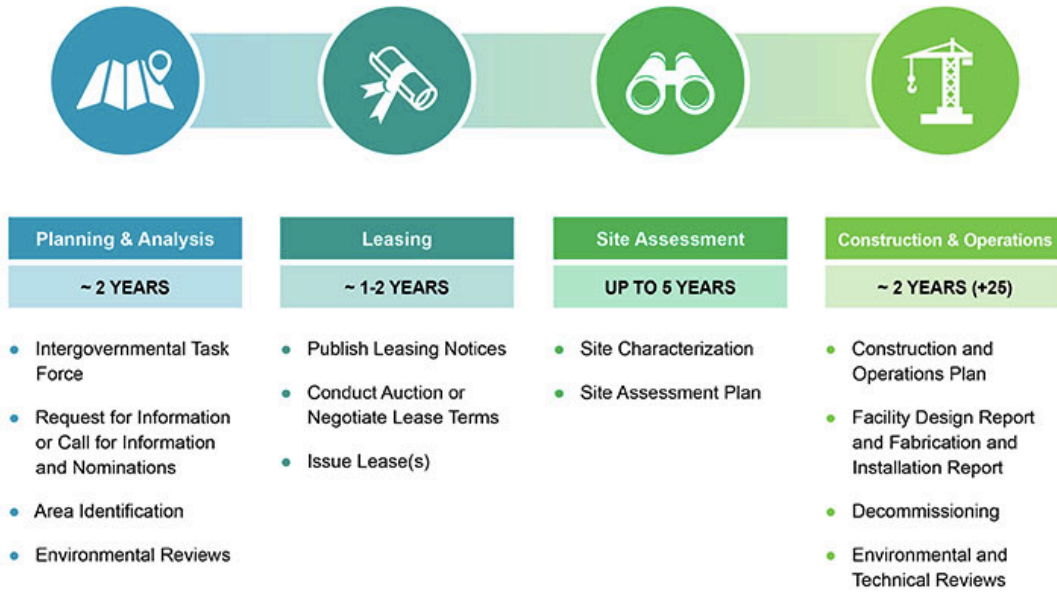 Planning & Analysis
~ 2 YEARS
Intergovernmental Task
Force
Request for Information
or Call for Information
and Nominations
Area Identification
Environmental Reviews
Leasing
~ 1-2 YEARS
Publish Leasing Notices
Conduct Auction or
Negotiate Lease Terms
Issue Lease(s)
Site Assessment
UP TO 5 YEARS
Site Characterization
Site Assessment Plan
Construction & Operations
~ 2 YEARS (+25)
Construction and
Operations Plan
Facility Design Report
and Fabrication and
Installation Report
Decommissioning
Environmental and
Technical Reviews